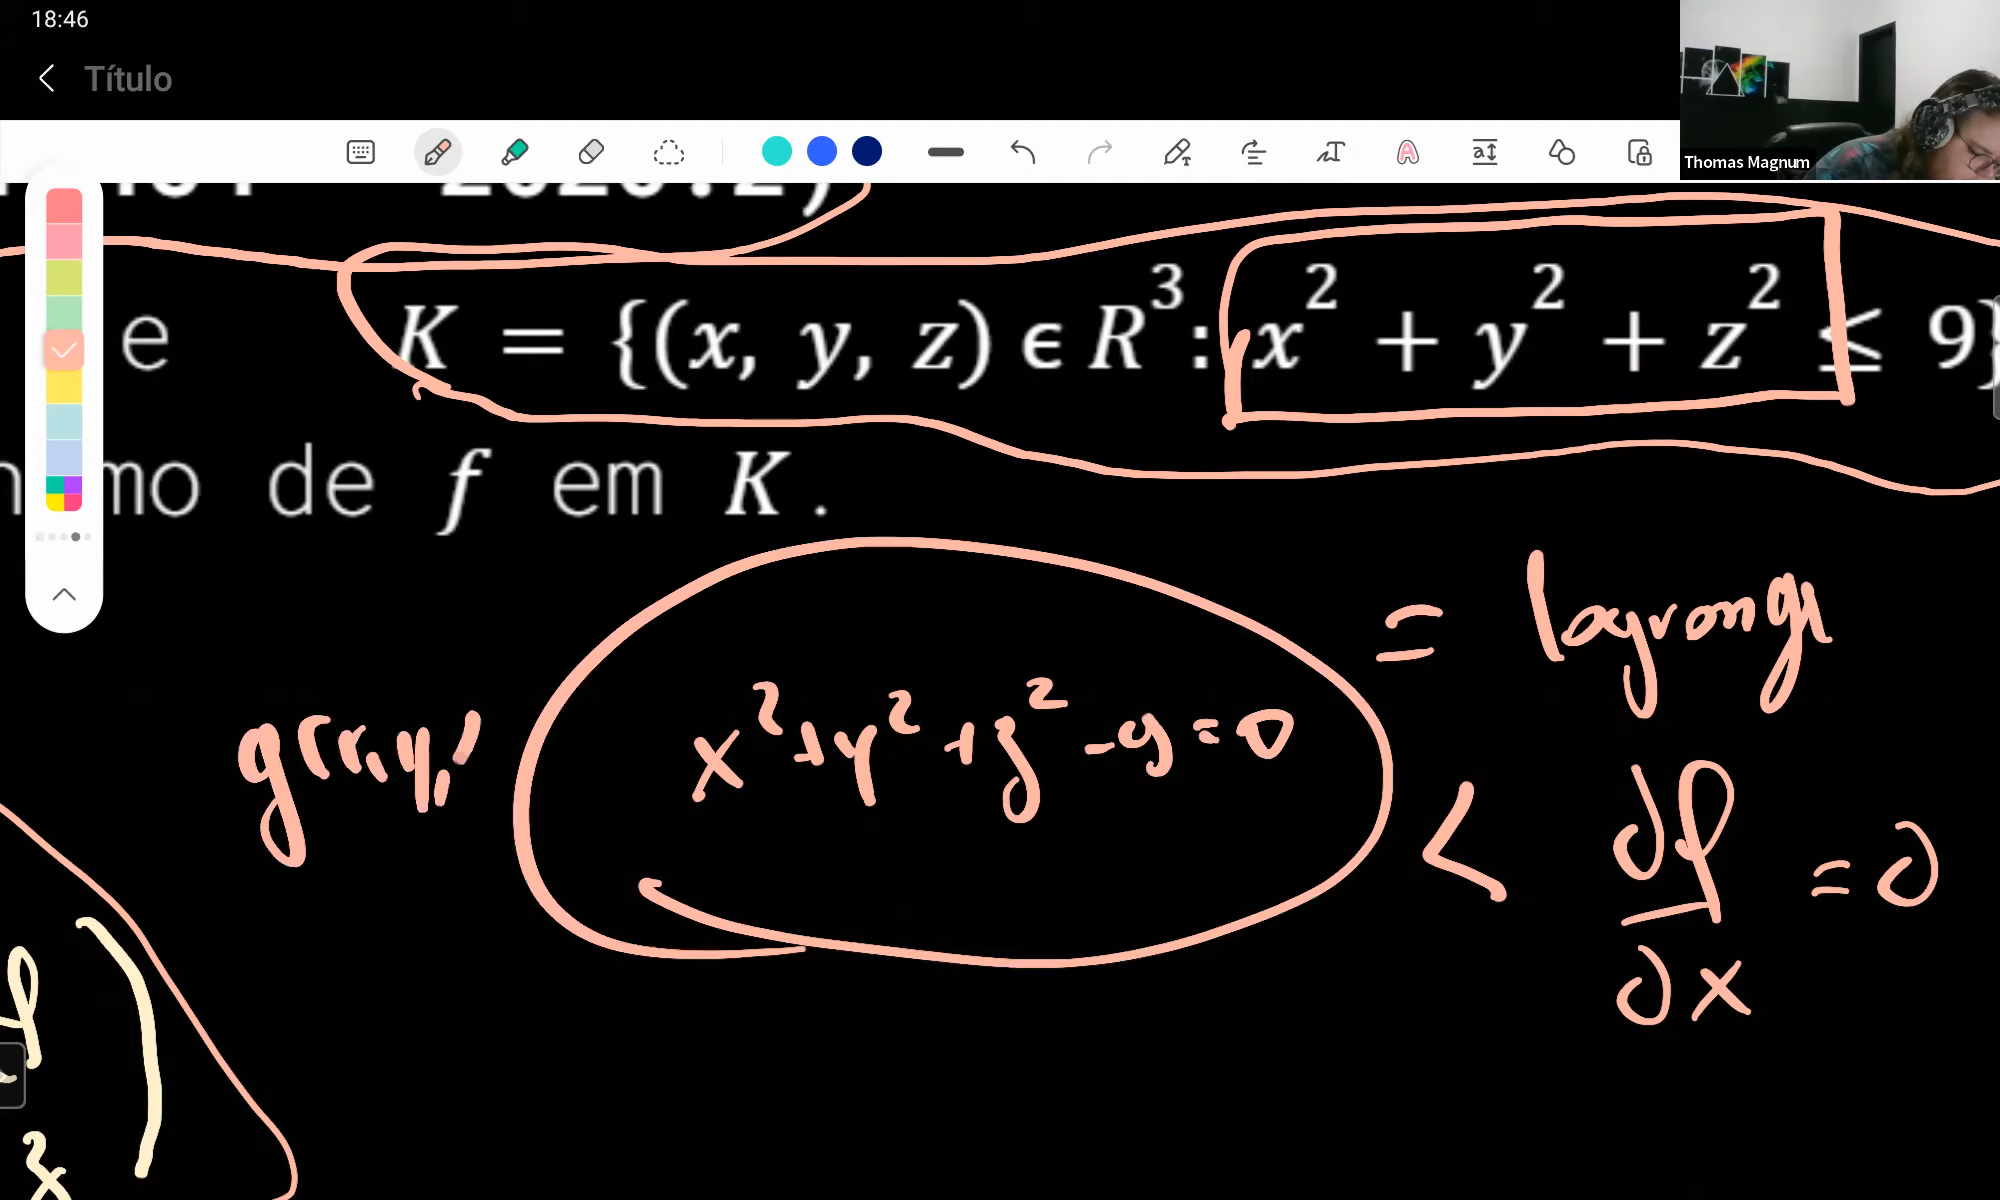 18:46
Título
Thomas Magnum
e K = {(x, y, z) ϵ R³: x² + y² + z² ≤ 9}
mo de f em K .
= lagrange
g(x,y, x²+y²+z²-9=0
< ∂f/∂x = 0